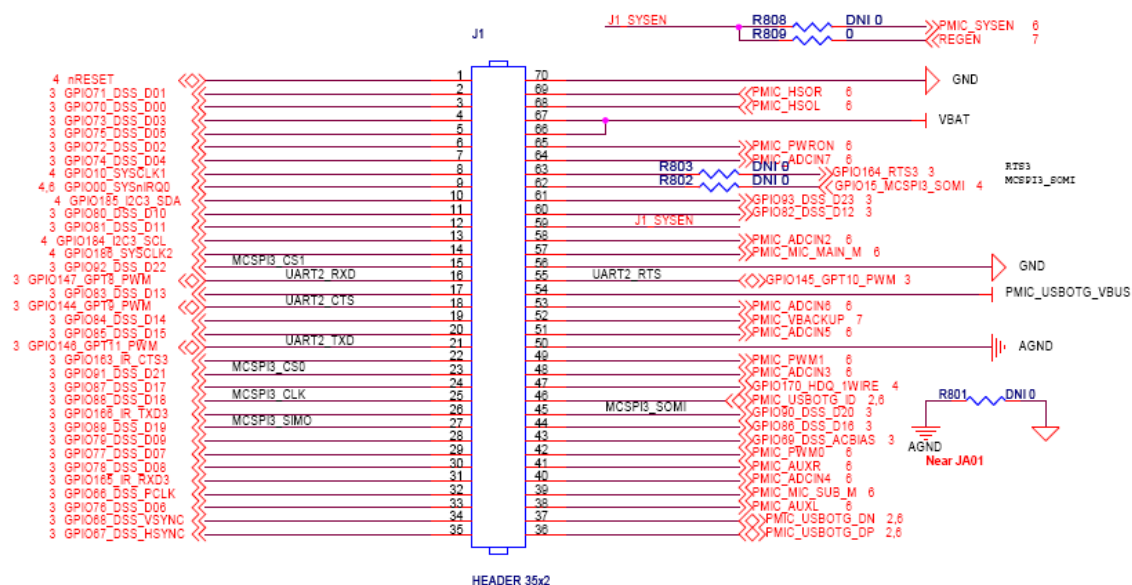 J1_SYSEN R808 DNI 0 PMIC_SYSEN 6
R809 0 REGEN 7
J1
4 nRESET 1 70 GND
3 GPIO71_DSS_D01 2 69 PMIC_HSOR 6
3 GPIO70_DSS_D00 3 68 PMIC_HSOL 6
3 GPIO73_DSS_D03 4 67 VBAT
3 GPIO75_DSS_D05 5 66
3 GPIO72_DSS_D02 6 65 PMIC_PWRON 6
3 GPIO74_DSS_D04 7 64 PMIC_ADCIN7 6
4 GPIO10_SYSCLK1 8 63 R803 DNI 0 GPIO164_RTS3 3 RTS3
4,6 GPIO00_SYSnIRQ0 9 62 R802 DNI 0 GPIO15_MCSPI3_SOMI 4 MCSPI3_SOMI
4 GPIO185_I2C3_SDA 10 61 GPIO93_DSS_D23 3
3 GPIO80_DSS_D10 11 60 GPIO82_DSS_D12 3
3 GPIO81_DSS_D11 12 59 J1_SYSEN
4 GPIO184_I2C3_SCL 13 58 PMIC_ADCIN2 6
4 GPIO186_SYSCLK2 14 57 PMIC_MIC_MAIN_M 6
3 GPIO92_DSS_D22 MCSPI3_CS1 15 56 GND
3 GPIO147_GPT8_PWM UART2_RXD 16 55 UART2_RTS GPIO145_GPT10_PWM 3
3 GPIO83_DSS_D13 17 54 PMIC_USBOTG_VBUS
3 GPIO144_GPT9_PWM UART2_CTS 18 53 PMIC_ADCIN6 6
3 GPIO84_DSS_D14 19 52 PMIC_VBACKUP 7
3 GPIO85_DSS_D15 20 51 PMIC_ADCIN5 6
3 GPIO146_GPT11_PWM UART2_TXD 21 50 AGND
3 GPIO163_IR_CTS3 22 49 PMIC_PWM1 6
3 GPIO91_DSS_D21 MCSPI3_CS0 23 48 PMIC_ADCIN3 6
3 GPIO87_DSS_D17 24 47 GPIO170_HDQ_1WIRE 4
3 GPIO88_DSS_D18 MCSPI3_CLK 25 46 PMIC_USBOTG_ID 2,6 R801 DNI 0
3 GPIO166_IR_TXD3 26 45 MCSPI3_SOMI GPIO90_DSS_D20 3
3 GPIO89_DSS_D19 MCSPI3_SIMO 27 44 GPIO86_DSS_D16 3
3 GPIO79_DSS_D09 28 43 GPIO69_DSS_ACBIAS 3 AGND
3 GPIO77_DSS_D07 29 42 PMIC_PWM0 6 Near JA01
3 GPIO78_DSS_D08 30 41 PMIC_AUXR 6
3 GPIO165_IR_RXD3 31 40 PMIC_ADCIN4 6
3 GPIO66_DSS_PCLK 32 39 PMIC_MIC_SUB_M 6
3 GPIO76_DSS_D06 33 38 PMIC_AUXL 6
3 GPIO68_DSS_VSYNC 34 37 PMIC_USBOTG_DN 2,6
3 GPIO67_DSS_HSYNC 35 36 PMIC_USBOTG_DP 2,6
HEADER 35x2